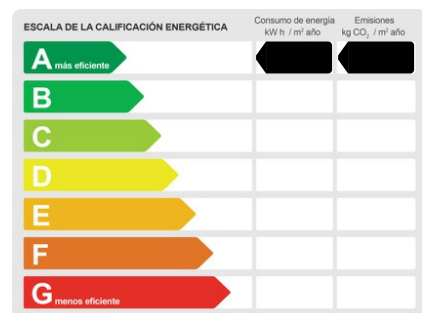 ESCALA DE LA CALIFICACIÓN ENERGÉTICA
Consumo de energía
kW h / m² año
Emisiones
kg CO₂ / m² año
A más eficiente
B
C
D
E
F
G menos eficiente